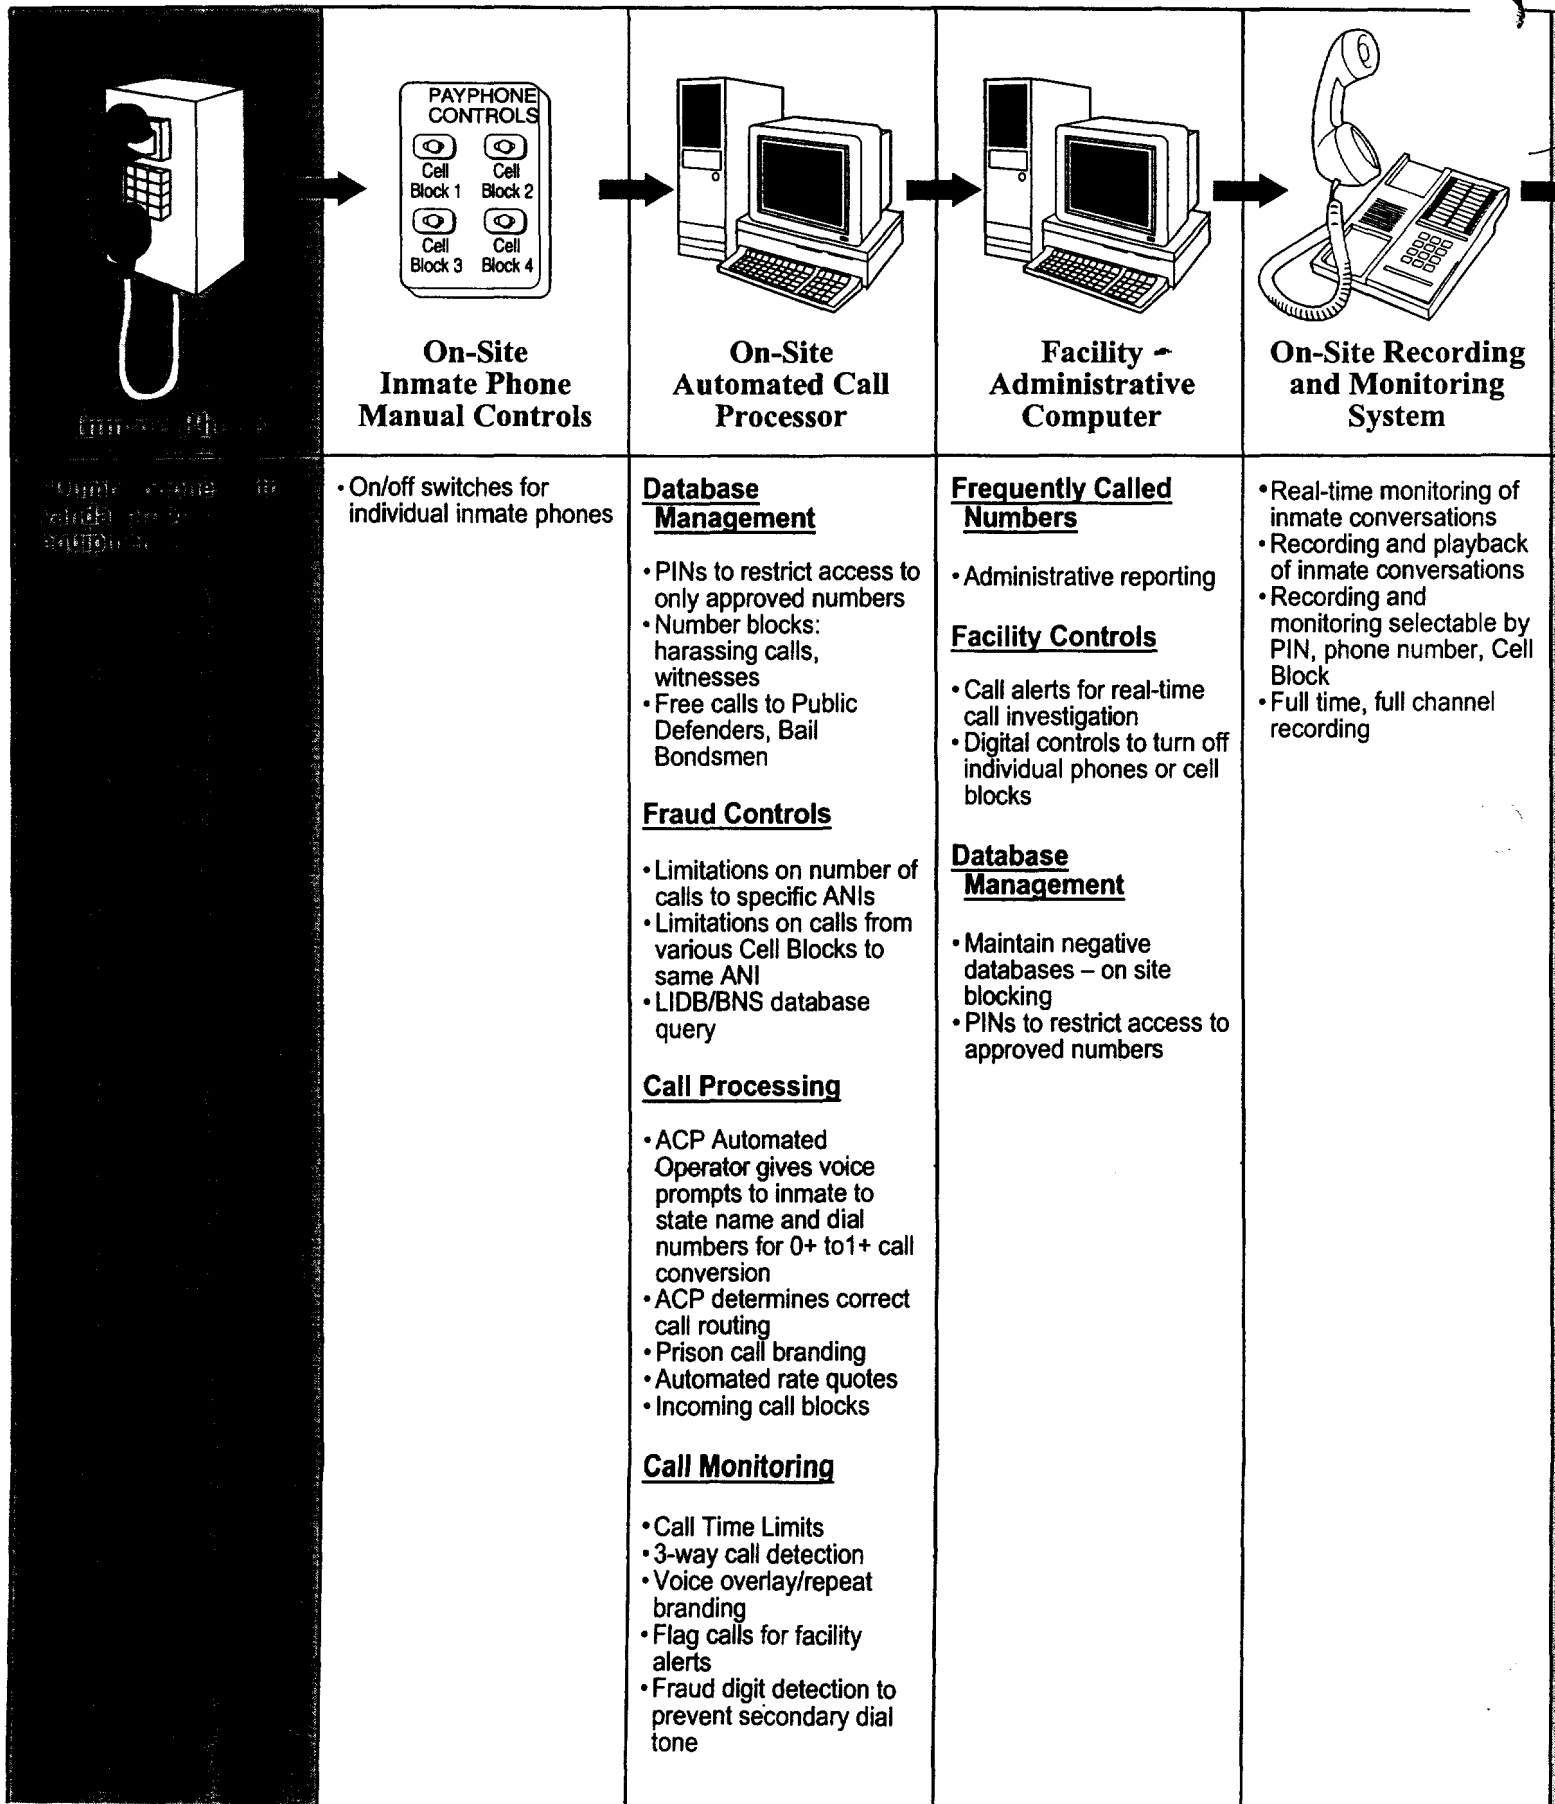 PAYPHONE
CONTROLS
Cell
Block 1
Cell
Block 2
Cell
Block 3
Cell
Block 4
On-Site
Inmate Phone
Manual Controls
• On/off switches for
individual inmate phones
On-Site
Automated Call
Processor
Database
Management
• PINs to restrict access to
only approved numbers
• Number blocks:
harassing calls,
witnesses
• Free calls to Public
Defenders, Bail
Bondsmen
Fraud Controls
• Limitations on number of
calls to specific ANIs
• Limitations on calls from
various Cell Blocks to
same ANI
• LIDB/BNS database
query
Call Processing
• ACP Automated
Operator gives voice
prompts to inmate to
state name and dial
numbers for 0+ to1+ call
conversion
• ACP determines correct
call routing
• Prison call branding
• Automated rate quotes
• Incoming call blocks
Call Monitoring
• Call Time Limits
• 3-way call detection
• Voice overlay/repeat
branding
• Flag calls for facility
alerts
• Fraud digit detection to
prevent secondary dial
tone
Facility -
Administrative
Computer
Frequently Called
Numbers
• Administrative reporting
Facility Controls
• Call alerts for real-time
call investigation
• Digital controls to turn off
individual phones or cell
blocks
Database
Management
• Maintain negative
databases – on site
blocking
• PINs to restrict access to
approved numbers
On-Site Recording
and Monitoring
System
• Real-time monitoring of
inmate conversations
• Recording and playback
of inmate conversations
• Recording and
monitoring selectable by
PIN, phone number, Cell
Block
• Full time, full channel
recording